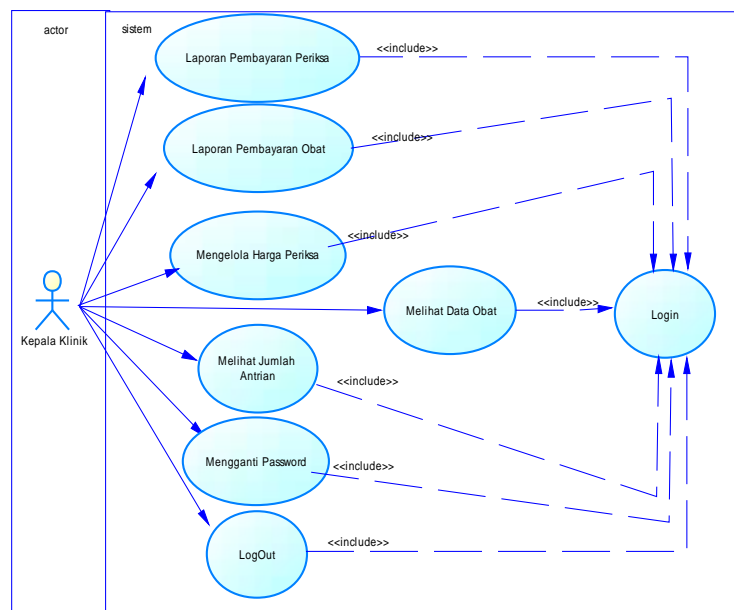 actor
sistem
Laporan Pembayaran Periksa
<<include>>
Laporan Pembayaran Obat
<<include>>
Mengelola Harga Periksa
<<include>>
Kepala Klinik
Melihat Data Obat
<<include>>
Login
Melihat Jumlah
Antrian
<<include>>
Mengganti Password
<<include>>
LogOut
<<include>>